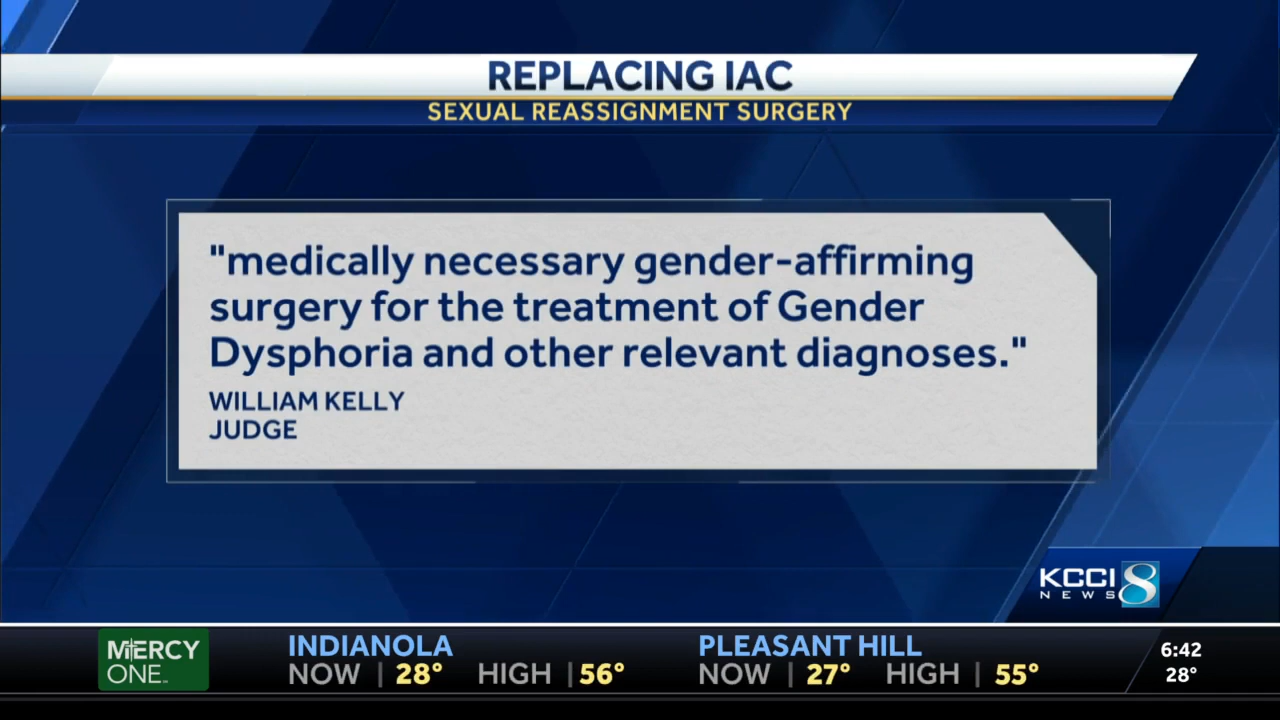 REPLACING IAC
SEXUAL REASSIGNMENT SURGERY
"medically necessary gender-affirming
surgery for the treatment of Gender
Dysphoria and other relevant diagnoses."
WILLIAM KELLY
JUDGE
KCCI 8
NEWS
MERCY
ONE
INDIANOLA
NOW | 28° HIGH | 56°
PLEASANT HILL
NOW | 27° HIGH | 55°
6:42
28°